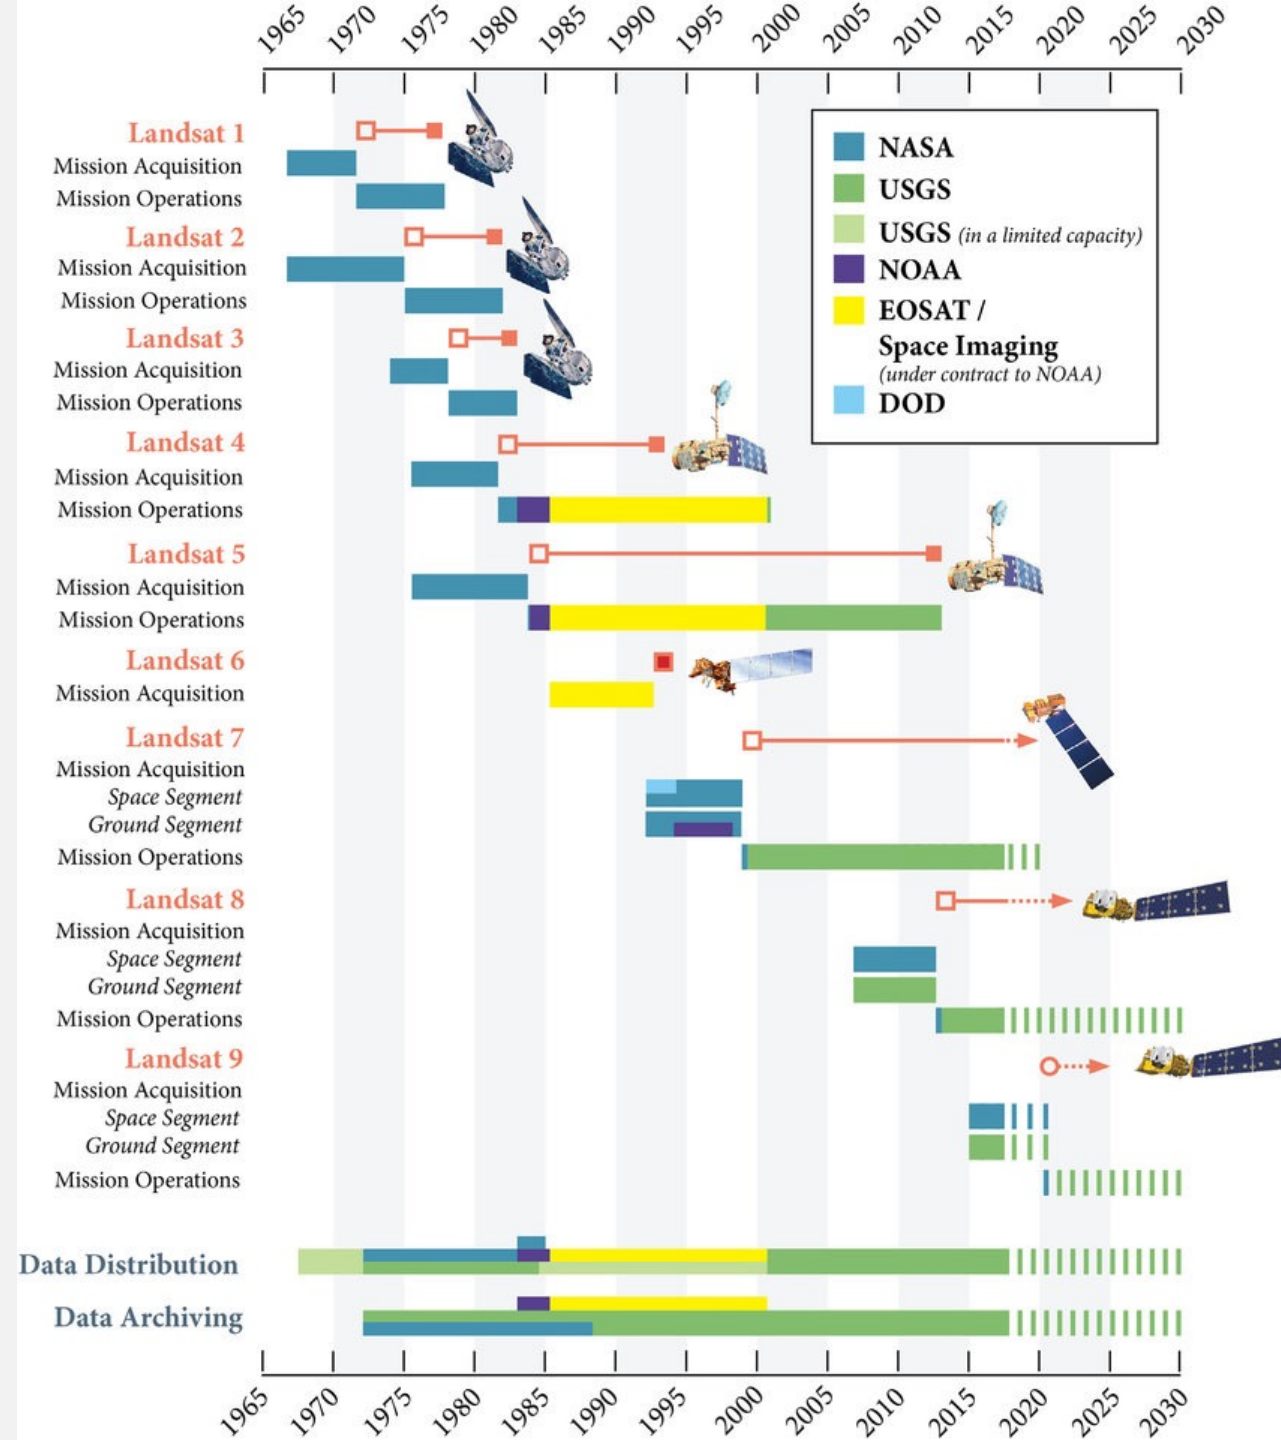 1965 1970 1975 1980 1985 1990 1995 2000 2005 2010 2015 2020 2025 2030
Landsat 1
Mission Acquisition
Mission Operations
Landsat 2
Mission Acquisition
Mission Operations
Landsat 3
Mission Acquisition
Mission Operations
Landsat 4
Mission Acquisition
Mission Operations
Landsat 5
Mission Acquisition
Mission Operations
Landsat 6
Mission Acquisition
Landsat 7
Mission Acquisition
Space Segment
Ground Segment
Mission Operations
Landsat 8
Mission Acquisition
Space Segment
Ground Segment
Mission Operations
Landsat 9
Mission Acquisition
Space Segment
Ground Segment
Mission Operations
Data Distribution
Data Archiving
NASA
USGS
USGS (in a limited capacity)
NOAA
EOSAT /
Space Imaging
(under contract to NOAA)
DOD
1965 1970 1975 1980 1985 1990 1995 2000 2005 2010 2015 2020 2025 2030